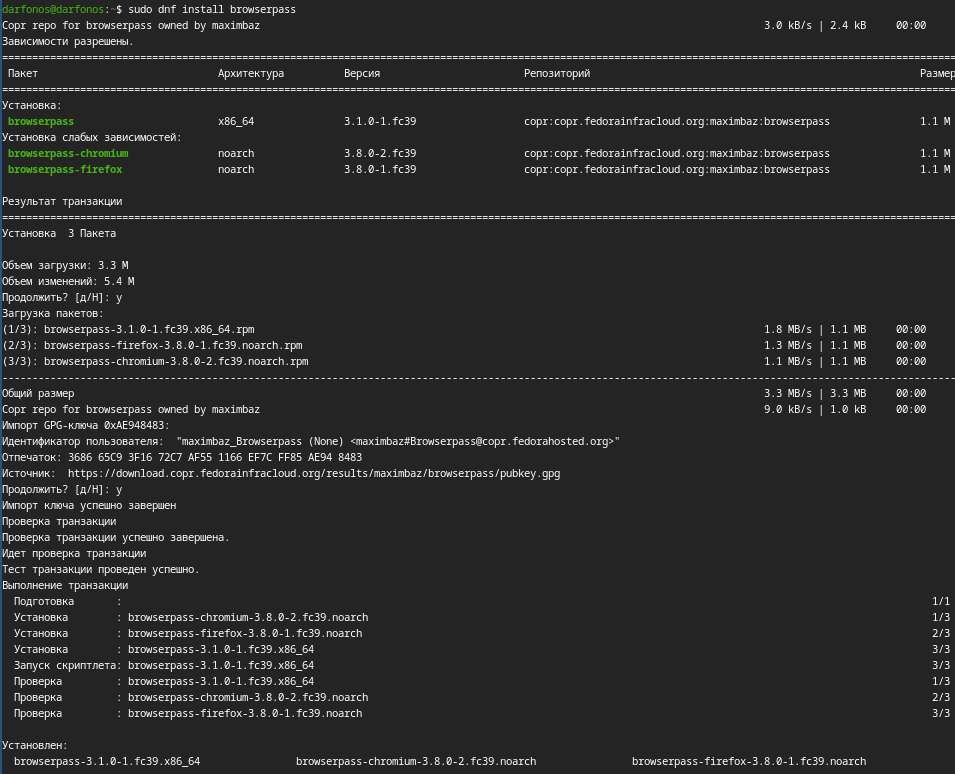 darfonos@darfonos:~$ sudo dnf install browserpass
Copr repo for browserpass owned by maximbaz 3.0 kB/s | 2.4 kB 00:00
Зависимости разрешены.
Пакет Архитектура Версия Репозиторий Размер
Установка:
browserpass x86_64 3.1.0-1.fc39 copr:copr.fedorainfracloud.org:maximbaz:browserpass 1.1 M
Установка слабых зависимостей:
browserpass-chromium noarch 3.8.0-2.fc39 copr:copr.fedorainfracloud.org:maximbaz:browserpass 1.1 M
browserpass-firefox noarch 3.8.0-1.fc39 copr:copr.fedorainfracloud.org:maximbaz:browserpass 1.1 M
Результат транзакции
Установка 3 Пакета
Объем загрузки: 3.3 M
Объем изменений: 5.4 M
Продолжить? [д/Н]: y
Загрузка пакетов:
(1/3): browserpass-3.1.0-1.fc39.x86_64.rpm 1.8 MB/s | 1.1 MB 00:00
(2/3): browserpass-firefox-3.8.0-1.fc39.noarch.rpm 1.3 MB/s | 1.1 MB 00:00
(3/3): browserpass-chromium-3.8.0-2.fc39.noarch.rpm 1.1 MB/s | 1.1 MB 00:00
Общий размер 3.3 MB/s | 3.3 MB 00:00
Copr repo for browserpass owned by maximbaz 9.0 kB/s | 1.0 kB 00:00
Импорт GPG-ключа 0xAE948483:
Идентификатор пользователя: "maximbaz_Browserpass (None) <maximbaz#Browserpass@copr.fedorahosted.org>"
Отпечаток: 3686 65C9 3F16 72C7 AF55 1166 EF7C FF85 AE94 8483
Источник: https://download.copr.fedorainfracloud.org/results/maximbaz/browserpass/pubkey.gpg
Продолжить? [д/Н]: y
Импорт ключа успешно завершен
Проверка транзакции
Проверка транзакции успешно завершена.
Идет проверка транзакции
Тест транзакции проведен успешно.
Выполнение транзакции
Подготовка : 1/1
Установка : browserpass-chromium-3.8.0-2.fc39.noarch 1/3
Установка : browserpass-firefox-3.8.0-1.fc39.noarch 2/3
Установка : browserpass-3.1.0-1.fc39.x86_64 3/3
Запуск скриптлета: browserpass-3.1.0-1.fc39.x86_64 3/3
Проверка : browserpass-3.1.0-1.fc39.x86_64 1/3
Проверка : browserpass-chromium-3.8.0-2.fc39.noarch 2/3
Проверка : browserpass-firefox-3.8.0-1.fc39.noarch 3/3
Установлен:
browserpass-3.1.0-1.fc39.x86_64 browserpass-chromium-3.8.0-2.fc39.noarch browserpass-firefox-3.8.0-1.fc39.noarch